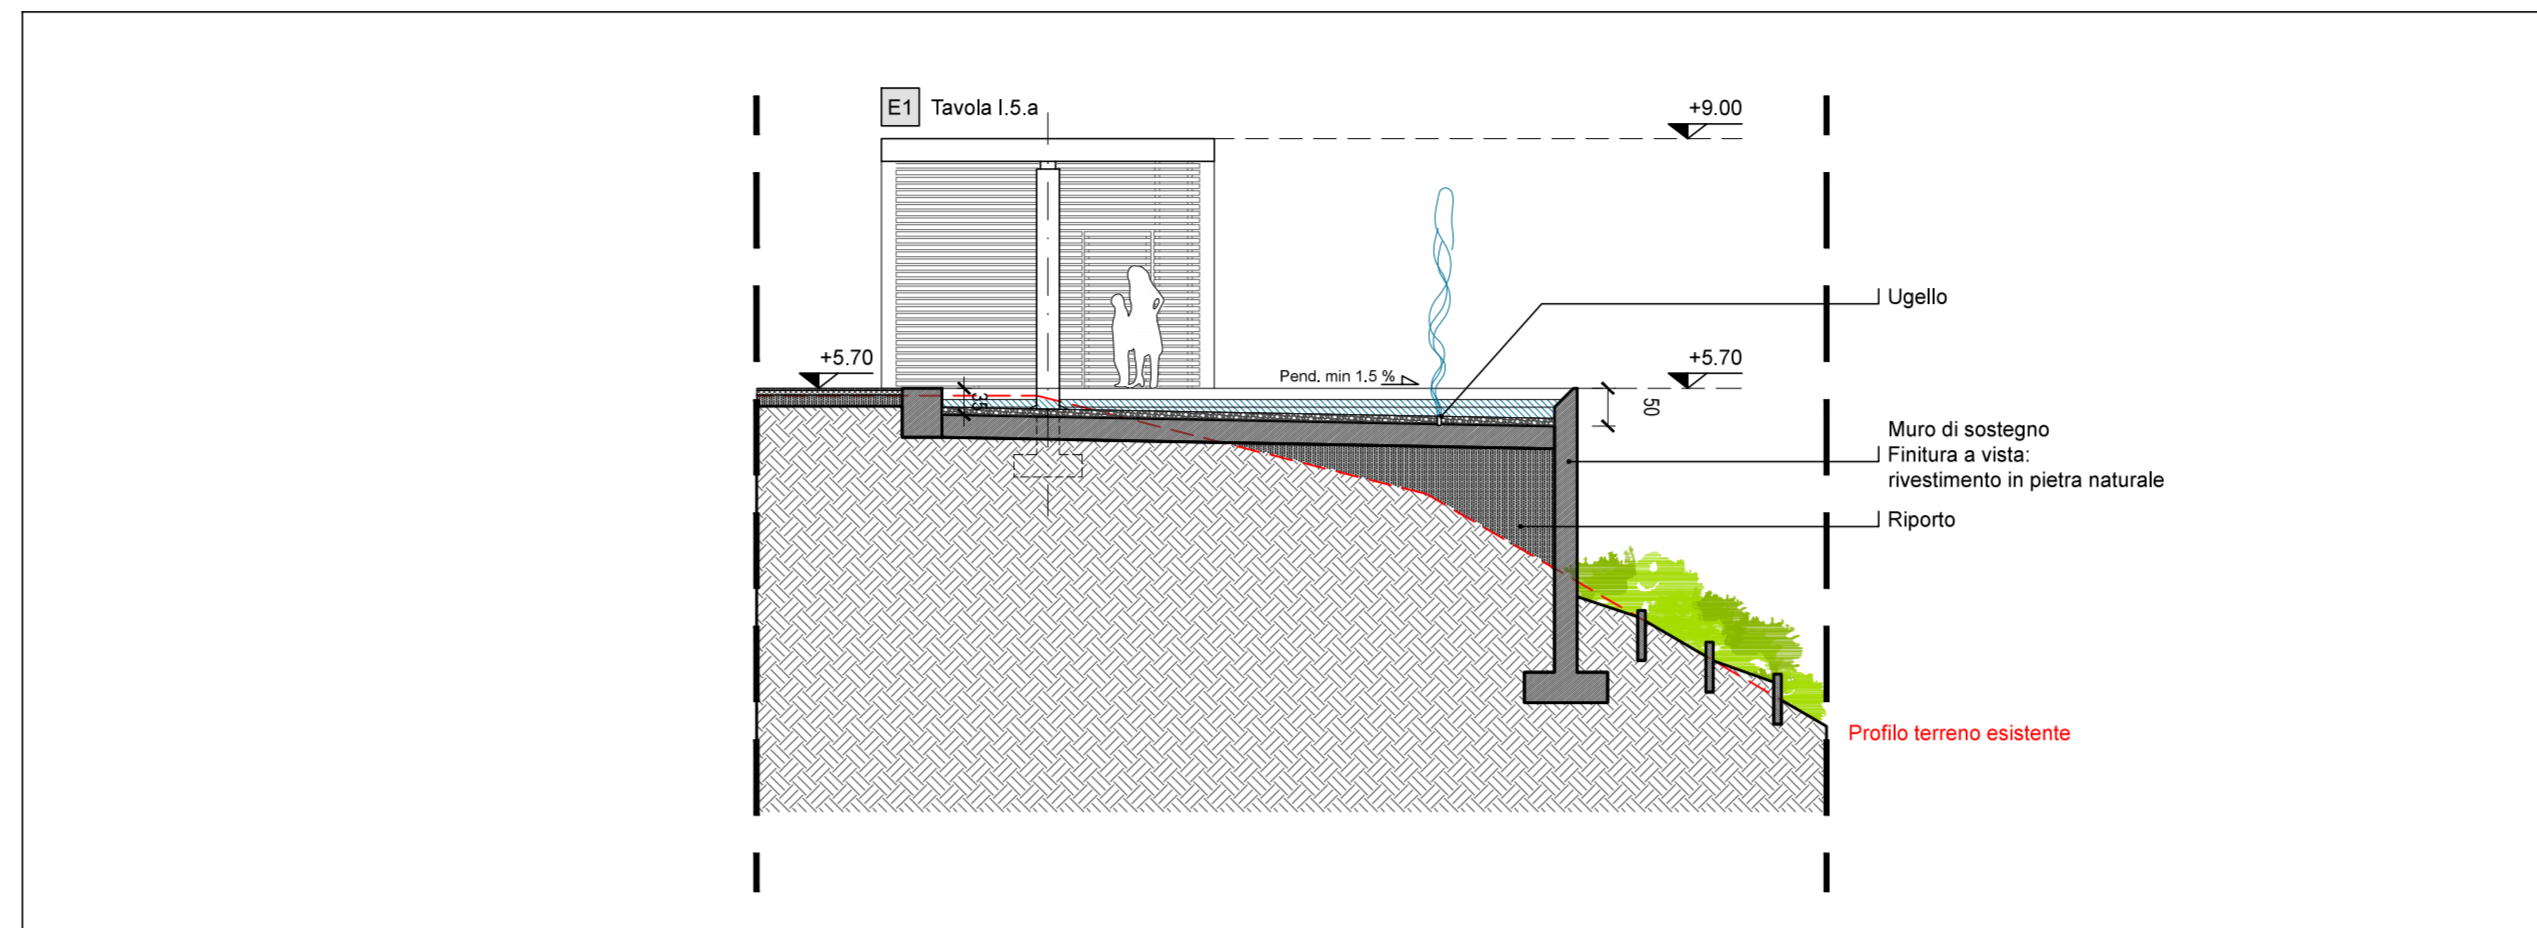 E1 Tavola I.5.a
+9.00
Ugello
+5.70
+5.70
Pend. min 1.5 %
35
50
Muro di sostegno
Finitura a vista:
rivestimento in pietra naturale
Riporto
Profilo terreno esistente